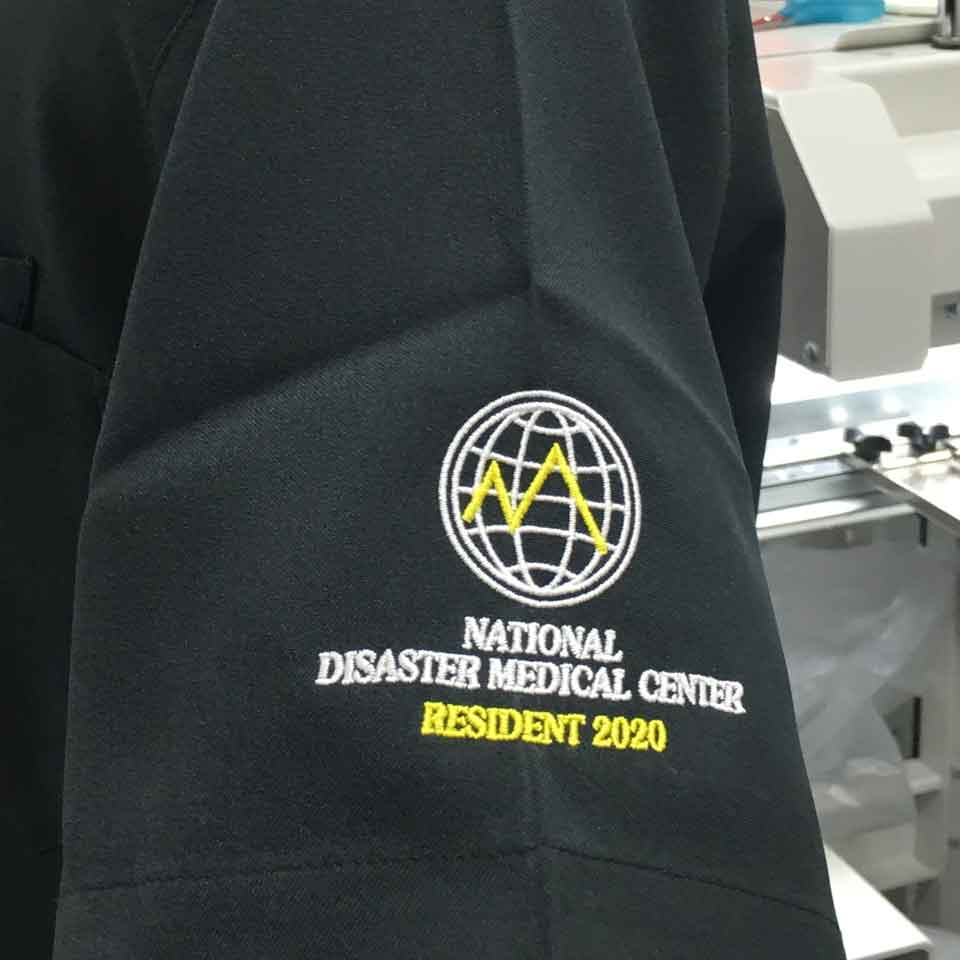 NATIONAL
DISASTER MEDICAL CENTER
RESIDENT 2020